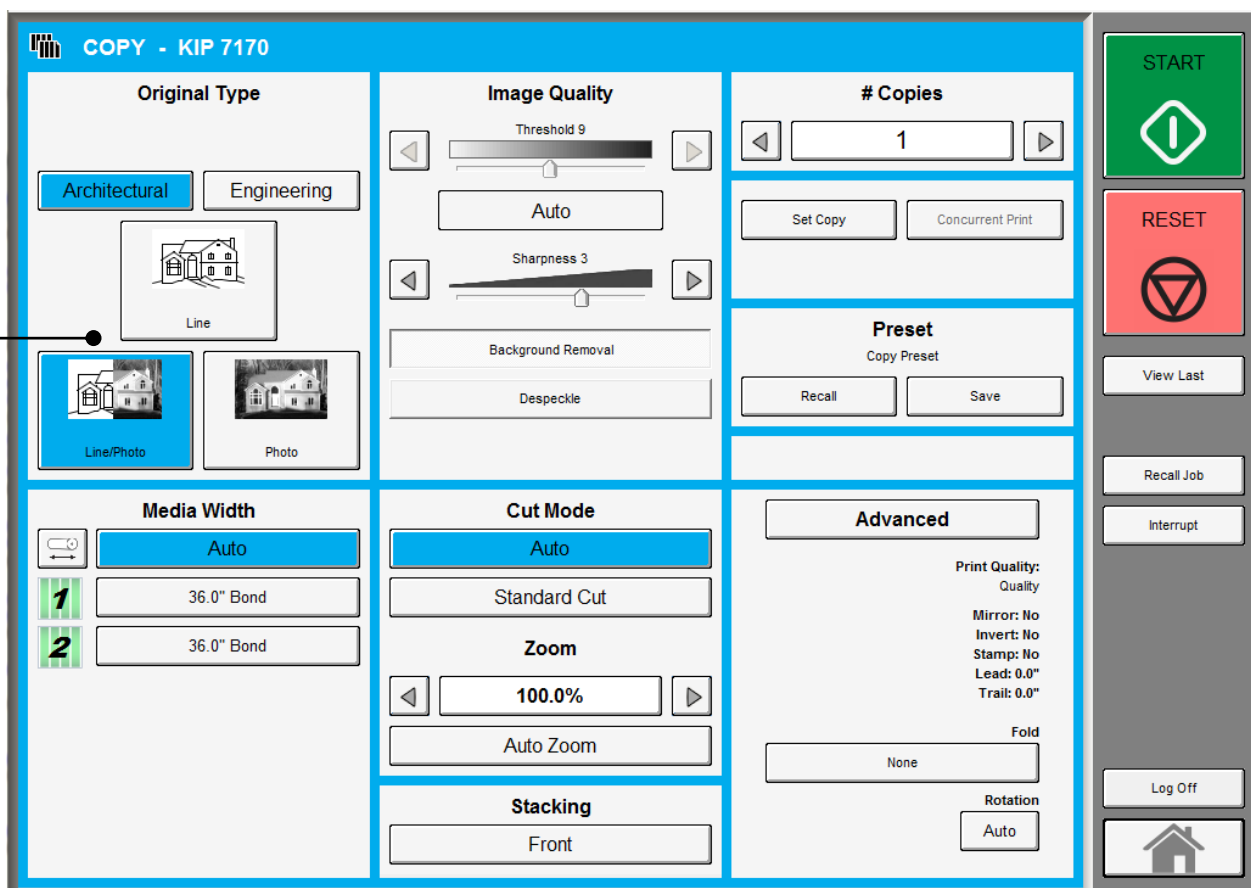 COPY - KIP 7170
Original Type
Architectural
Engineering
Line
Line/Photo
Photo
Image Quality
Threshold 9
Auto
Sharpness 3
Background Removal
Despeckle
# Copies
1
Set Copy
Concurrent Print
Preset
Copy Preset
Recall
Save
Media Width
Auto
1
36.0" Bond
2
36.0" Bond
Cut Mode
Auto
Standard Cut
Zoom
100.0%
Auto Zoom
Stacking
Front
Advanced
Print Quality:
Quality
Mirror: No
Invert: No
Stamp: No
Lead: 0.0"
Trail: 0.0"
Fold
None
Rotation
Auto
START
RESET
View Last
Recall Job
Interrupt
Log Off